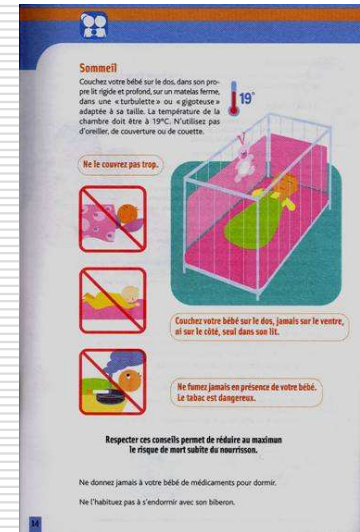 Sommeil
Couchez votre bébé sur le dos, dans son pro-
pre lit rigide et profond, sur un matelas ferme,
dans une «turbulette» ou «gigoteuse»
adaptée à sa taille. La température de la
chambre doit être à 19°C. N'utilisez pas
d'oreiller, de couverture ou de couette.
19°
Ne le couvrez pas trop.
Couchez votre bébé sur le dos, jamais sur le ventre,
ni sur le côté, seul dans son lit.
Ne fumez jamais en présence de votre bébé.
Le tabac est dangereux.
Respecter ces conseils permet de réduire au maximun
le risque de mort subite du nourrisson.
Ne donnez jamais à votre bébé de médicaments pour dormir.
Ne l'habituez pas à s'endormir avec son biberon.
14